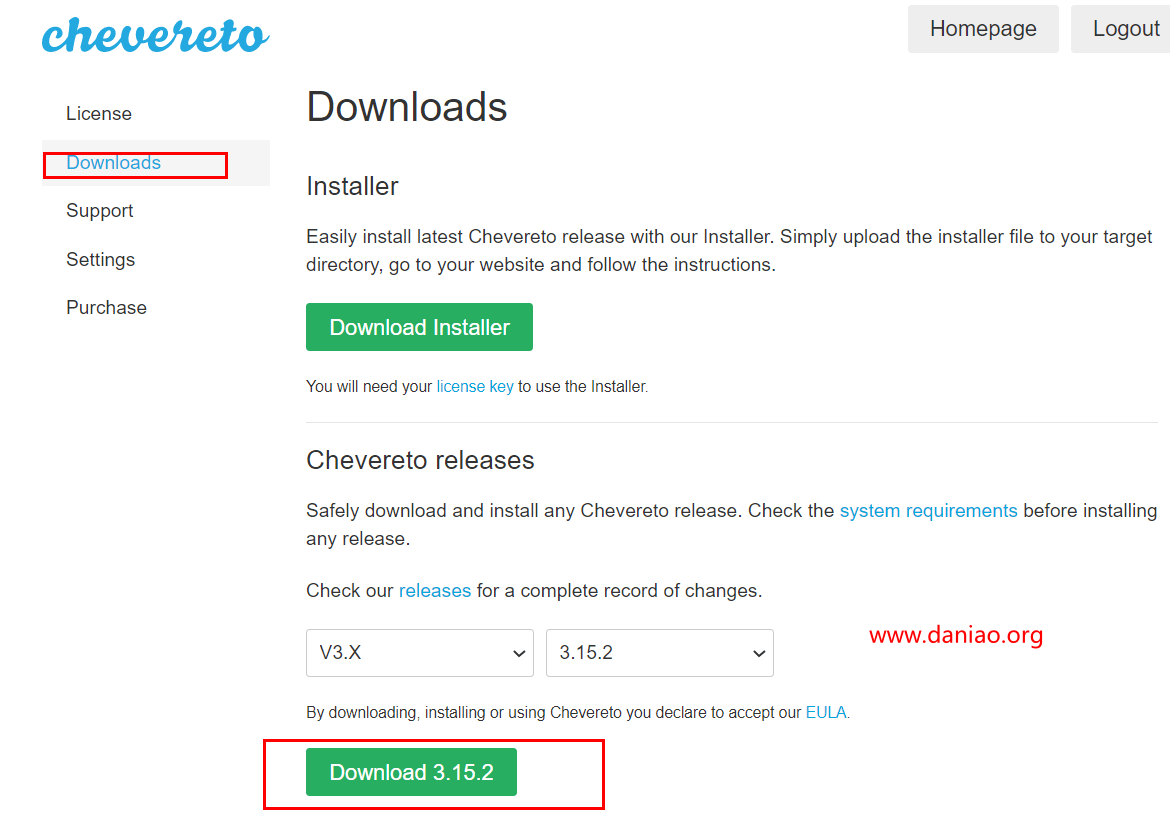 chevereto
Homepage
Logout
License
Downloads
Support
Settings
Purchase
Downloads
Installer
Easily install latest Chevereto release with our Installer. Simply upload the installer file to your target
directory, go to your website and follow the instructions.
Download Installer
You will need your license key to use the Installer.
Chevereto releases
Safely download and install any Chevereto release. Check the system requirements before installing
any release.
Check our releases for a complete record of changes.
www.daniao.org
V3.X
3.15.2
By downloading, installing or using Chevereto you declare to accept our EULA.
Download 3.15.2